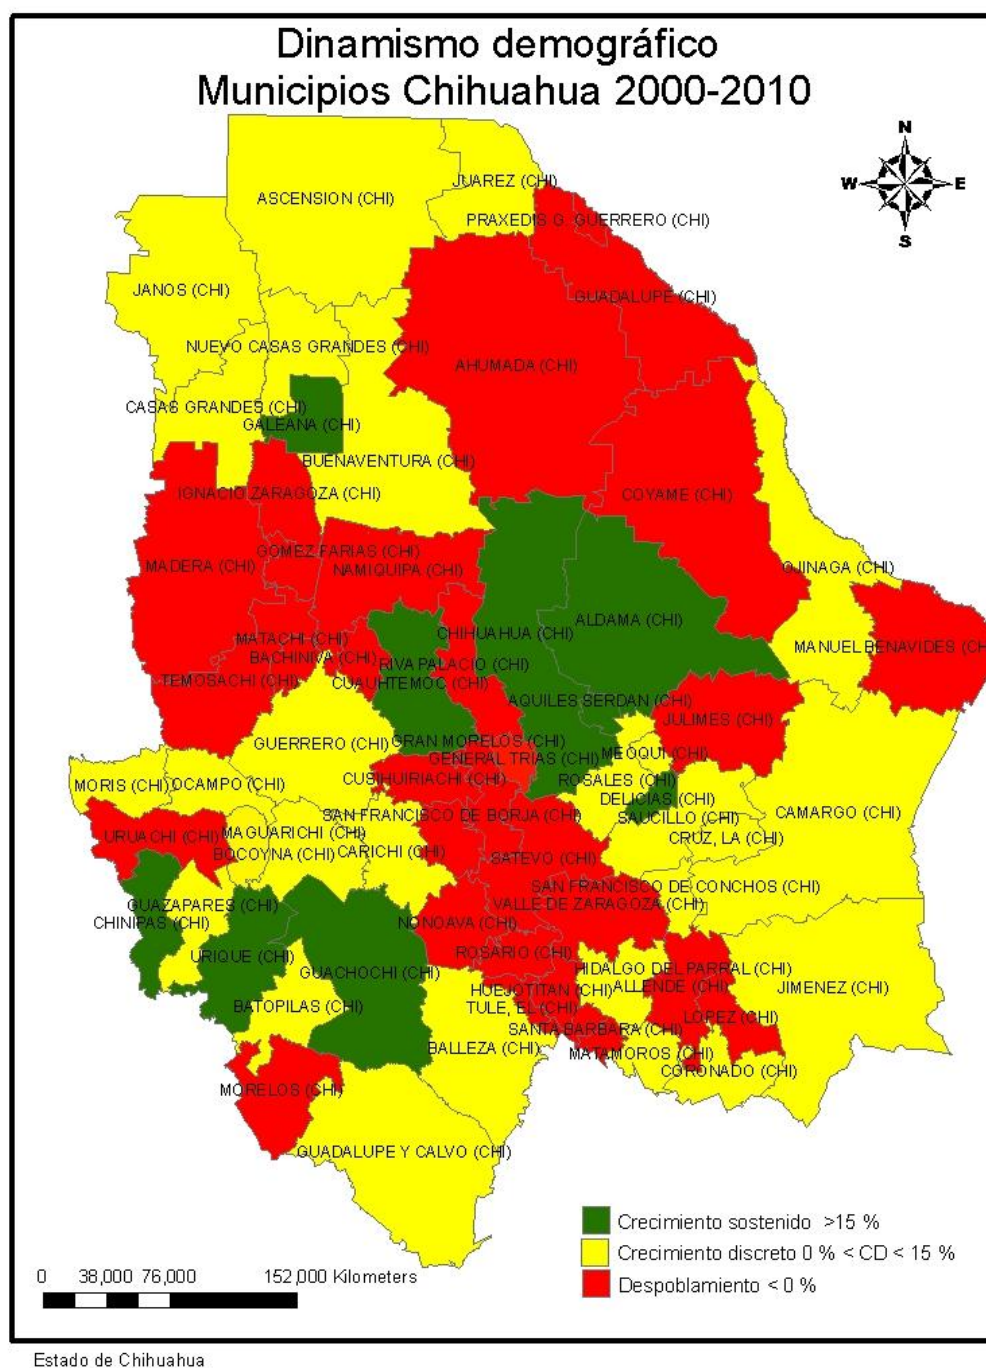 Dinamismo demográfico
Municipios Chihuahua 2000-2010
N
W E
S
JUAREZ (CHI)
ASCENSION (CHI)
PRAXEDIS G. GUERRERO (CHI)
JANOS (CHI)
GUADALUPE (CHI)
NUEVO CASAS GRANDES (CHI)
AHUMADA (CHI)
CASAS GRANDES (CHI)
GALEANA (CHI)
BUENAVENTURA (CHI)
IGNACIO ZARAGOZA (CHI)
COYAME (CHI)
GOMEZ FARIAS (CHI)
MADERA (CHI)
NAMIQUIPA (CHI)
OJINAGA (CHI)
ALDAMA (CHI)
CHIHUAHUA (CHI)
MATACHI (CHI)
MANUEL BENAVIDES (CHI)
BACHINIVA (CHI)
RIVA PALACIO (CHI)
TEMOSACHI (CHI)
CUAUHTEMOC (CHI)
AQUILES SERDAN (CHI)
JULIMES (CHI)
GUERRERO (CHI)
GRAN MORELOS (CHI)
MEOQUI (CHI)
GENERAL TRIAS (CHI)
CUSIHUIRIACHI (CHI)
ROSALES (CHI)
MORIS (CHI)
OCAMPO (CHI)
DELICIAS (CHI)
SAN FRANCISCO DE BORJA (CHI)
SAUCILLO (CHI)
CAMARGO (CHI)
URUACHI (CHI)
MAGUARICHI (CHI)
CRUZ, LA (CHI)
BOCOYNA (CHI)
CARICHI (CHI)
SATEVO (CHI)
SAN FRANCISCO DE CONCHOS (CHI)
GUAZAPARES (CHI)
VALLE DE ZARAGOZA (CHI)
CHINIPAS (CHI)
NONOAVA (CHI)
URIQUE (CHI)
ROSARIO (CHI)
GUACHOCHI (CHI)
HIDALGO DEL PARRAL (CHI)
HUEJOTITAN (CHI)
ALLENDE (CHI)
JIMENEZ (CHI)
BATOPILAS (CHI)
TULE, EL (CHI)
LOPEZ (CHI)
SANTA BARBARA (CHI)
BALLEZA (CHI)
MATAMOROS (CHI)
CORONADO (CHI)
MORELOS (CHI)
GUADALUPE Y CALVO (CHI)
Crecimiento sostenido >15 %
Crecimiento discreto 0 % < CD < 15 %
Despoblamiento < 0 %
0 38,000 76,000 152,000 Kilometers
Estado de Chihuahua